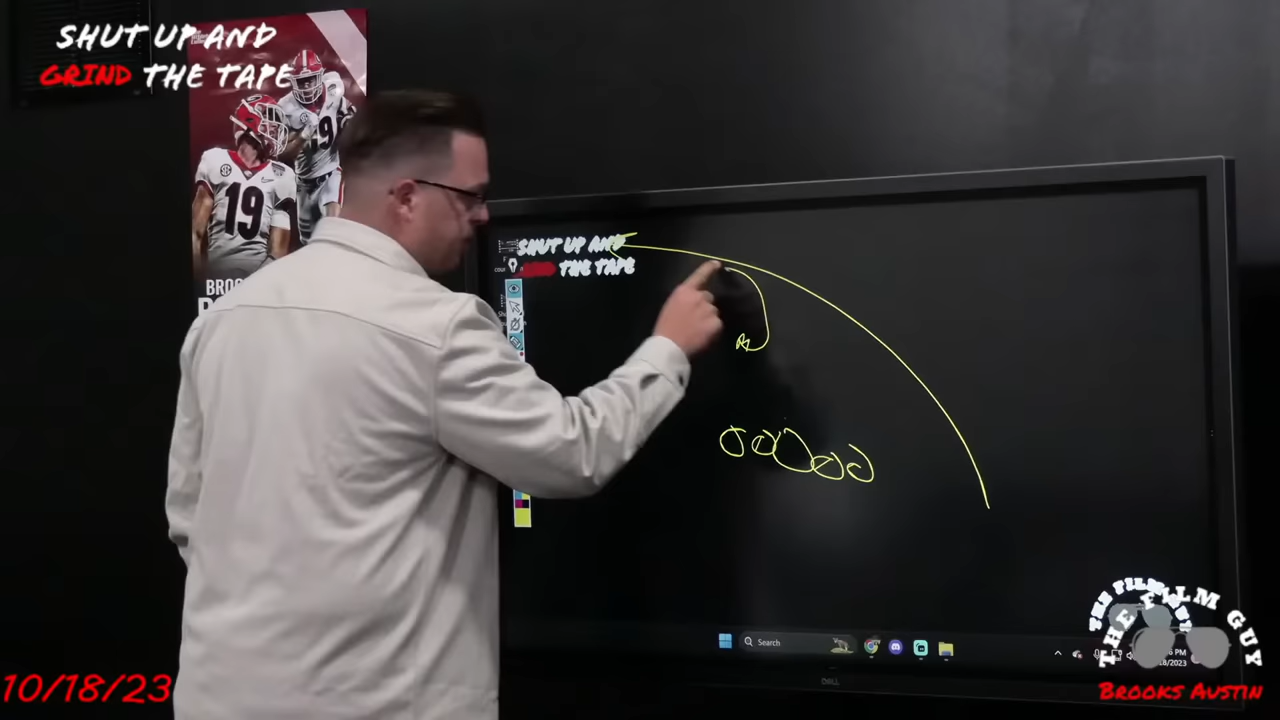 SHUT UP AND
GRIND THE TAPE
19
19
BRO
SHUT UP AND
THE TAPE
Search
DELL
THE FILM GUY
BROOKS AUSTIN
10/18/23